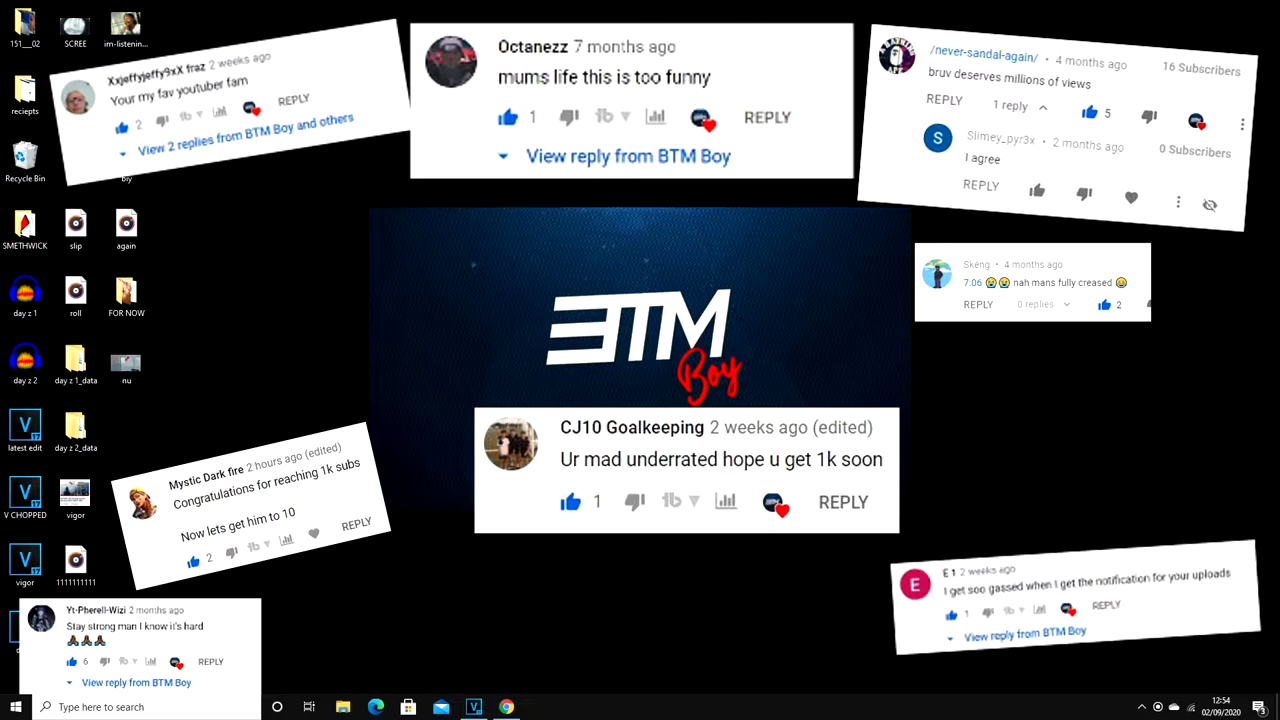 151__02
SCREE
im-listenin...
reciepts
Recycle Bin
SMETHWICK
slip
again
day z 1
roll
FOR NOW
day z 2
day z 1_data
nu
latest edit
day z 2_data
V CHOPPED
vigor
vigor
1111111111
Xxjeffyjeffy9xX fraz 2 weeks ago
Your my fav youtuber fam
2 REPLY
View 2 replies from BTM Boy and others
Octanezz 7 months ago
mums life this is too funny
1 REPLY
View reply from BTM Boy
/never-sandal-again/ • 4 months ago 16 Subscribers
bruv deserves millions of views
REPLY 1 reply 5
S
Slimey_pyr3x • 2 months ago 0 Subscribers
I agree
REPLY
Skeng • 4 months ago
7:06 😭😭 nah mans fully creased 😂
REPLY 0 replies 2
BTM
Boy
CJ10 Goalkeeping 2 weeks ago (edited)
Ur mad underrated hope u get 1k soon
1 REPLY
Mystic Dark fire 2 hours ago (edited)
Congratulations for reaching 1k subs
Now lets get him to 10
2 REPLY
E
E 1 2 weeks ago
I get soo gassed when I get the notification for your uploads
1 REPLY
View reply from BTM Boy
Yt-Pherell-Wizi 2 months ago
Stay strong man I know it's hard
🙏🏿🙏🏿🙏🏿
6 REPLY
View reply from BTM Boy
Type here to search
12:54
02/09/2020
3